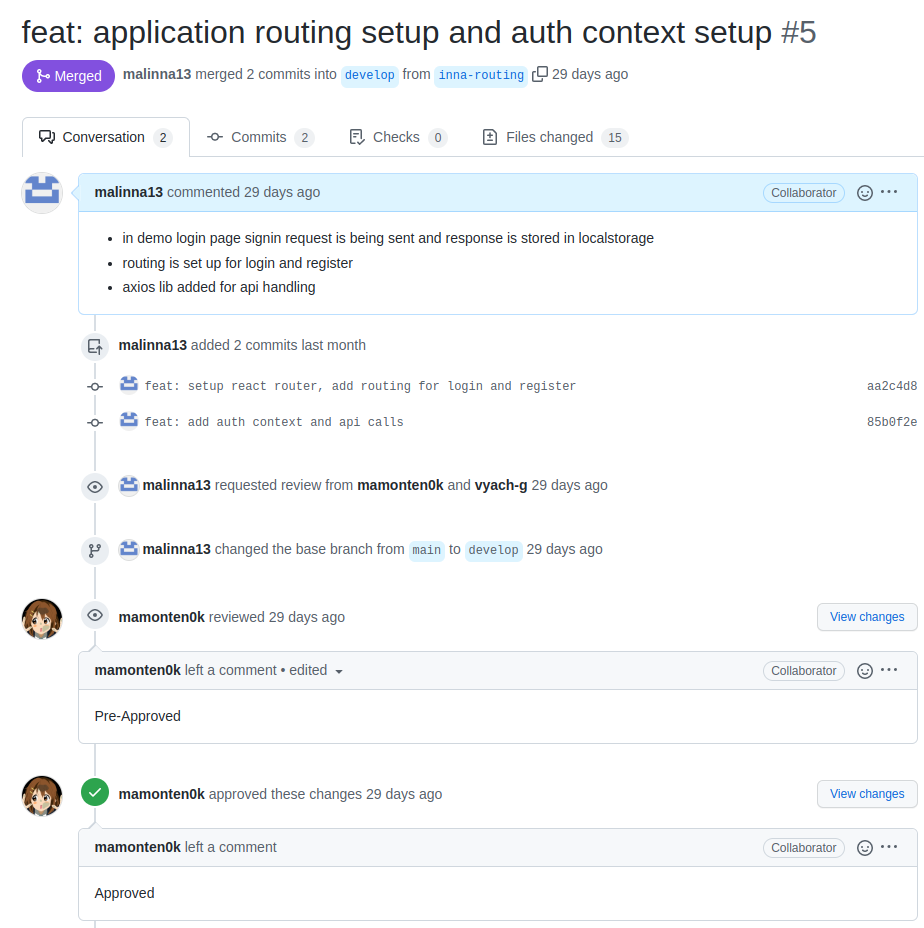 feat: application routing setup and auth context setup #5
Merged malinna13 merged 2 commits into develop from inna-routing 29 days ago
Conversation 2 Commits 2 Checks 0 Files changed 15
malinna13 commented 29 days ago Collaborator
in demo login page signin request is being sent and response is stored in localstorage
routing is set up for login and register
axios lib added for api handling
malinna13 added 2 commits last month
feat: setup react router, add routing for login and register aa2c4d8
feat: add auth context and api calls 85b0f2e
malinna13 requested review from mamonten0k and vyach-g 29 days ago
malinna13 changed the base branch from main to develop 29 days ago
mamonten0k reviewed 29 days ago View changes
mamonten0k left a comment • edited Collaborator
Pre-Approved
mamonten0k approved these changes 29 days ago View changes
mamonten0k left a comment Collaborator
Approved